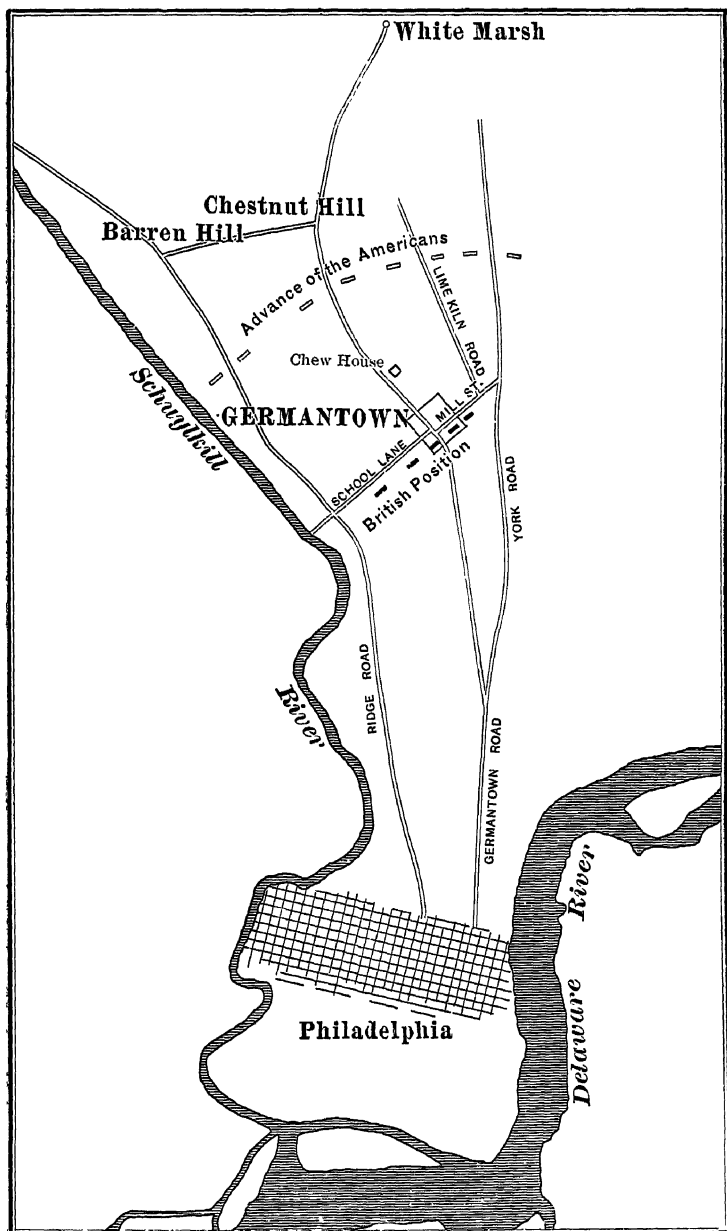 White Marsh
Chestnut Hill
Barren Hill
Advance of the Americans
LIME KILN ROAD
Chew House
Schuylkill
GERMANTOWN
MILL ST.
SCHOOL LANE
British Position
YORK ROAD
River
RIDGE ROAD
GERMANTOWN ROAD
River
Delaware
Philadelphia